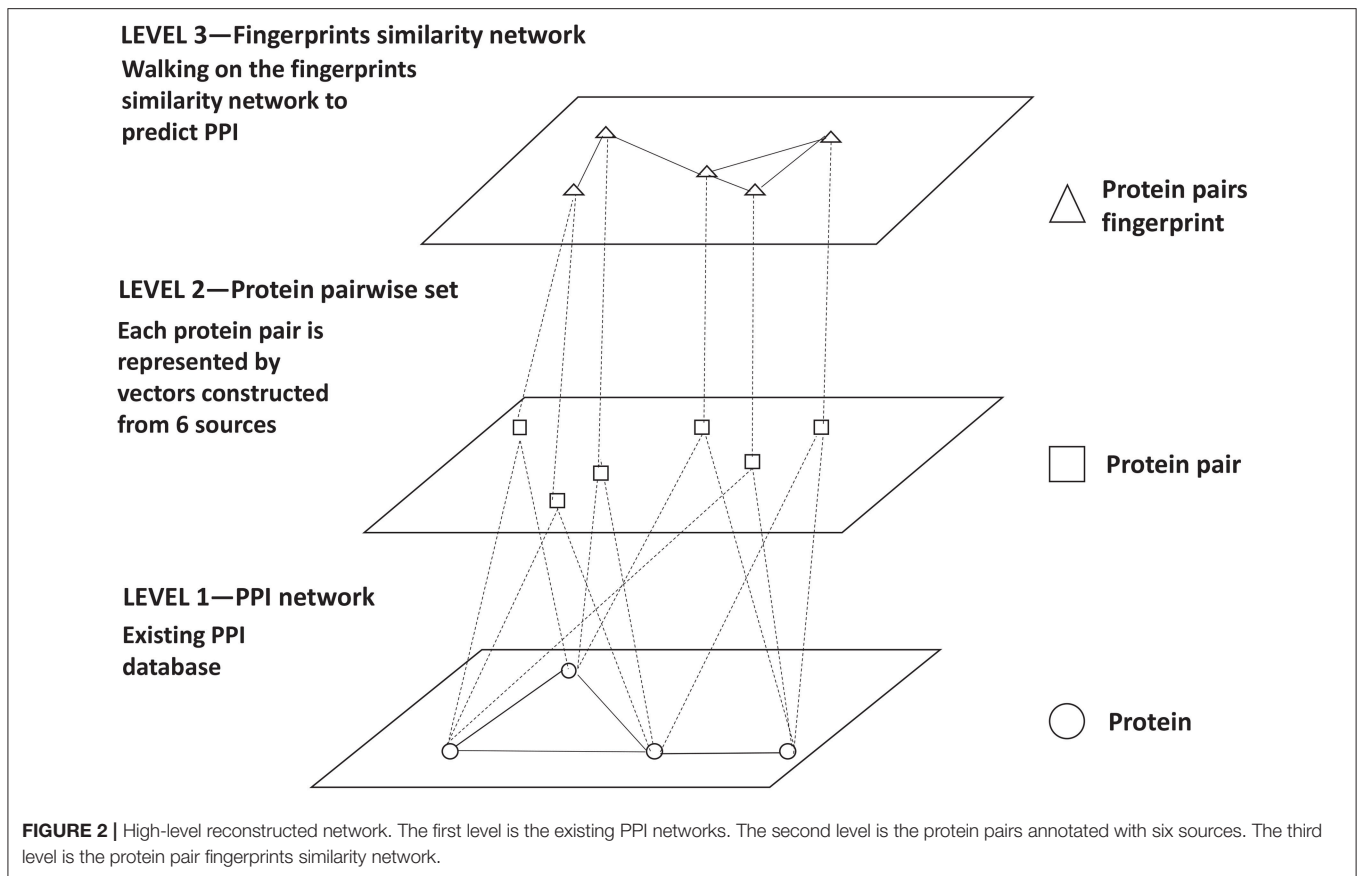 LEVEL 3—Fingerprints similarity network
Walking on the fingerprints
similarity network to
predict PPI
Protein pairs
fingerprint
LEVEL 2—Protein pairwise set
Each protein pair is
represented by
vectors constructed
from 6 sources
Protein pair
LEVEL 1—PPI network
Existing PPI
database
Protein
FIGURE 2 | High-level reconstructed network. The first level is the existing PPI networks. The second level is the protein pairs annotated with six sources. The third
level is the protein pair fingerprints similarity network.